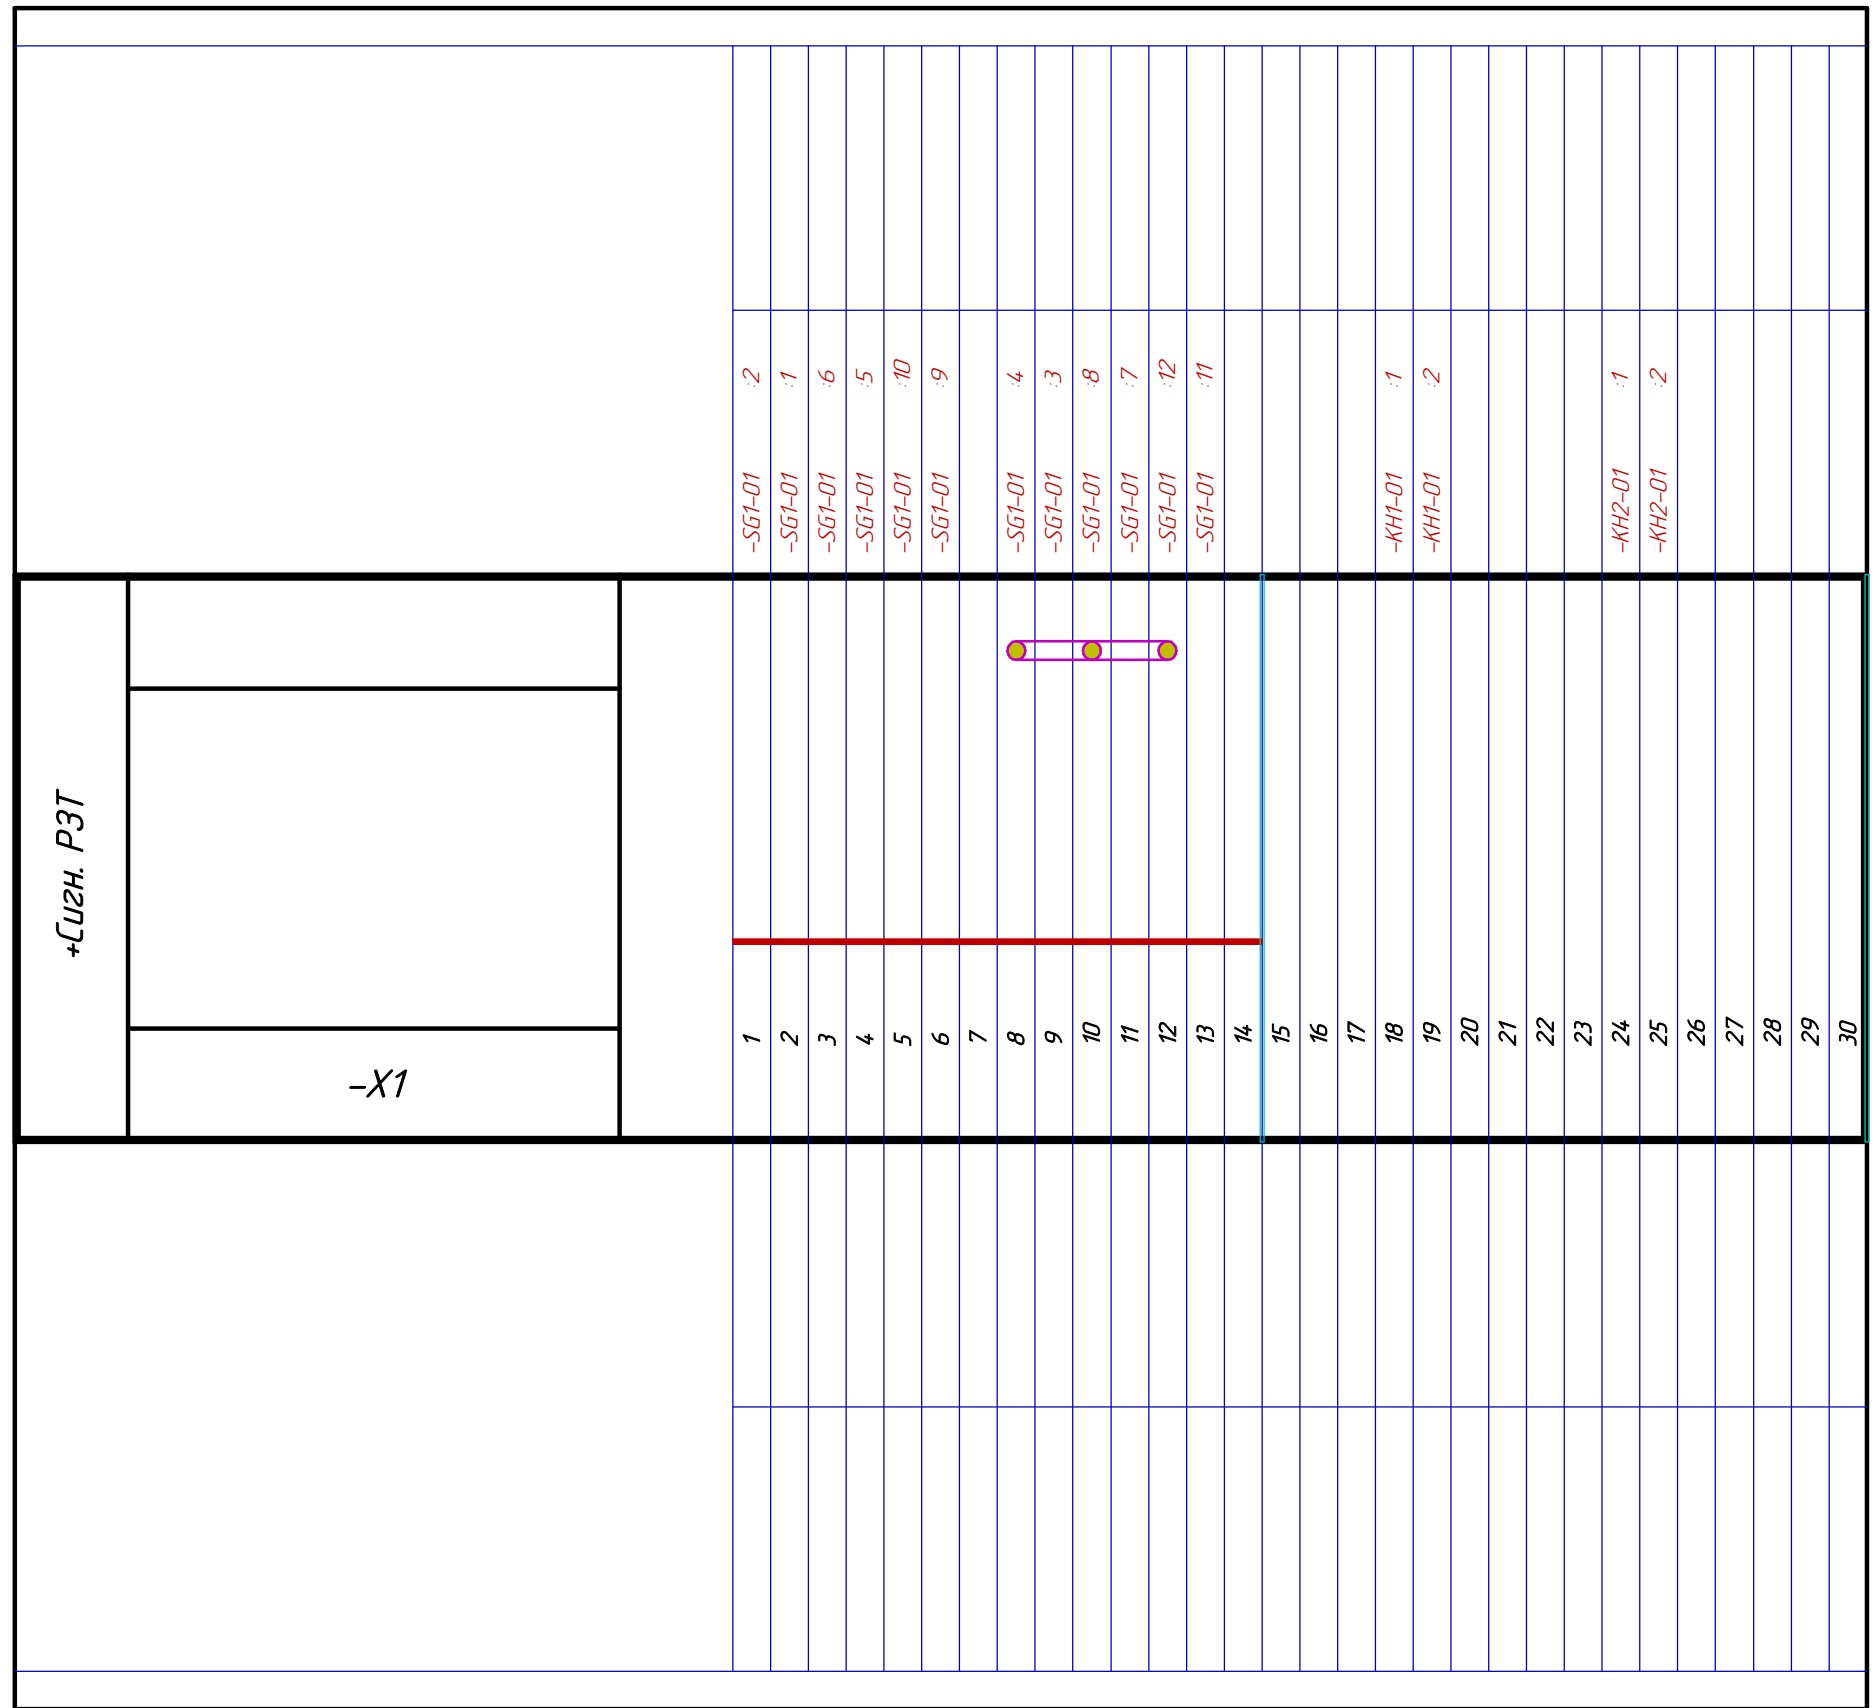 +Сигн. РЗТ
-X1
1 -SG1-01 :2
2 -SG1-01 :1
3 -SG1-01 :6
4 -SG1-01 :5
5 -SG1-01 :10
6 -SG1-01 :9
7
8 -SG1-01 :4
9 -SG1-01 :3
10 -SG1-01 :8
11 -SG1-01 :7
12 -SG1-01 :12
13 -SG1-01 :11
14
15
16
17
18 -KH1-01 :1
19 -KH1-01 :2
20
21
22
23
24 -KH2-01 :1
25 -KH2-01 :2
26
27
28
29
30